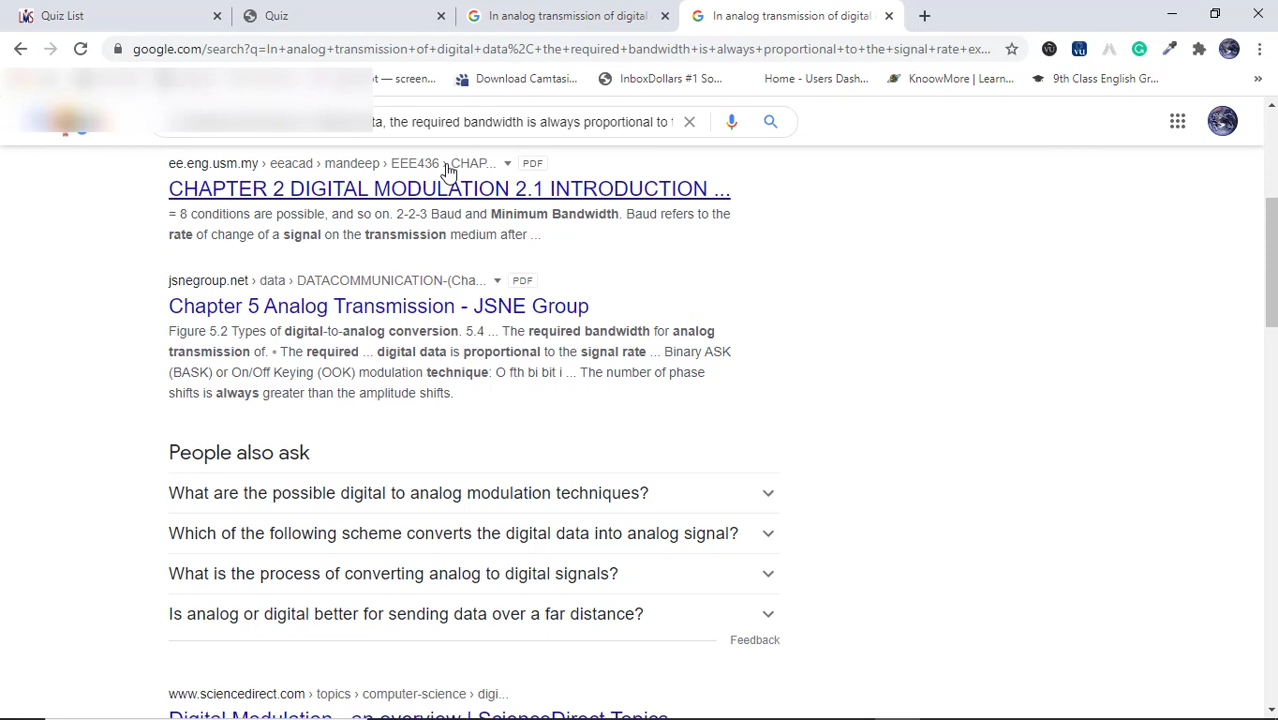 Quiz List
Quiz
In analog transmission of digital
In analog transmission of digital
google.com/search?q=In+analog+transmission+of+digital+data%2C+the+required+bandwidth+is+always+proportional+to+the+signal+rate+ex...
ot — screen...
Download Camtasi...
InboxDollars #1 So...
Home - Users Dash...
KnoowMore | Learn...
9th Class English Gr...
ta, the required bandwidth is always proportional to
ee.eng.usm.my › eeacad › mandeep › EEE436 › CHAP... PDF
CHAPTER 2 DIGITAL MODULATION 2.1 INTRODUCTION ...
= 8 conditions are possible, and so on. 2-2-3 Baud and Minimum Bandwidth. Baud refers to the
rate of change of a signal on the transmission medium after ...
jsnegroup.net › data › DATACOMMUNICATION-(Cha... PDF
Chapter 5 Analog Transmission - JSNE Group
Figure 5.2 Types of digital-to-analog conversion. 5.4 ... The required bandwidth for analog
transmission of. • The required ... digital data is proportional to the signal rate ... Binary ASK
(BASK) or On/Off Keying (OOK) modulation technique: O fth bi bit i ... The number of phase
shifts is always greater than the amplitude shifts.
People also ask
What are the possible digital to analog modulation techniques?
Which of the following scheme converts the digital data into analog signal?
What is the process of converting analog to digital signals?
Is analog or digital better for sending data over a far distance?
Feedback
www.sciencedirect.com › topics › computer-science › digi...
Digital Modulation - an overview | ScienceDirect Topics